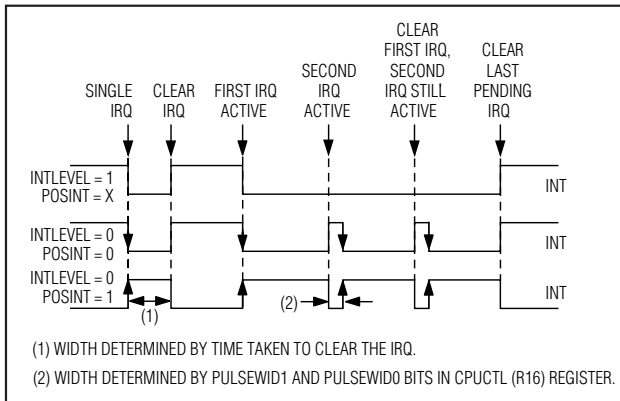 SINGLE
IRQ
CLEAR
IRQ
FIRST IRQ
ACTIVE
SECOND
IRQ
ACTIVE
CLEAR
FIRST IRQ,
SECOND
IRQ STILL
ACTIVE
CLEAR
LAST
PENDING
IRQ
INTLEVEL = 1
POSINT = X
INT
INTLEVEL = 0
POSINT = 0
INT
INTLEVEL = 0
POSINT = 1
INT
(1)
(2)
(1) WIDTH DETERMINED BY TIME TAKEN TO CLEAR THE IRQ.
(2) WIDTH DETERMINED BY PULSEWID1 AND PULSEWID0 BITS IN CPUCTL (R16) REGISTER.